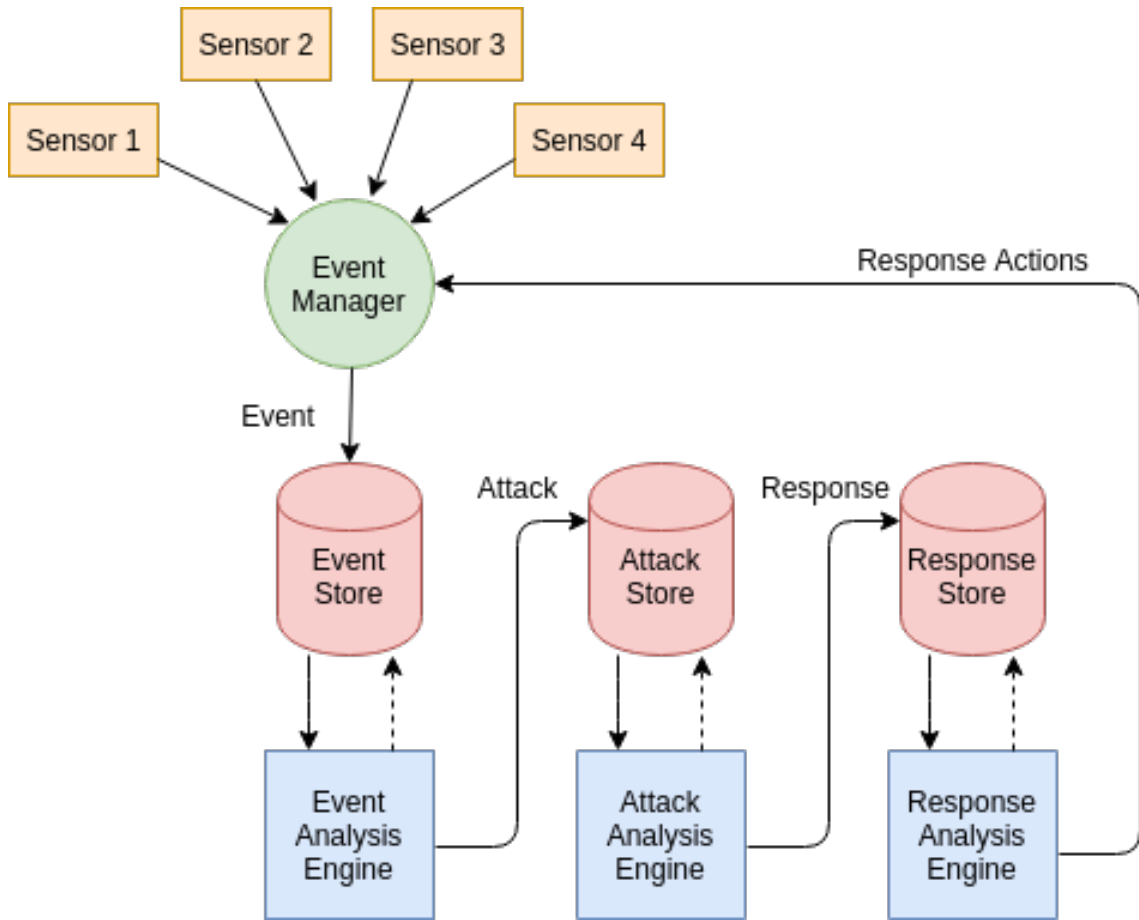 Sensor 2
Sensor 3
Sensor 1
Sensor 4
Event
Manager
Response Actions
Event
Attack
Response
Event
Store
Attack
Store
Response
Store
Event
Analysis
Engine
Attack
Analysis
Engine
Response
Analysis
Engine